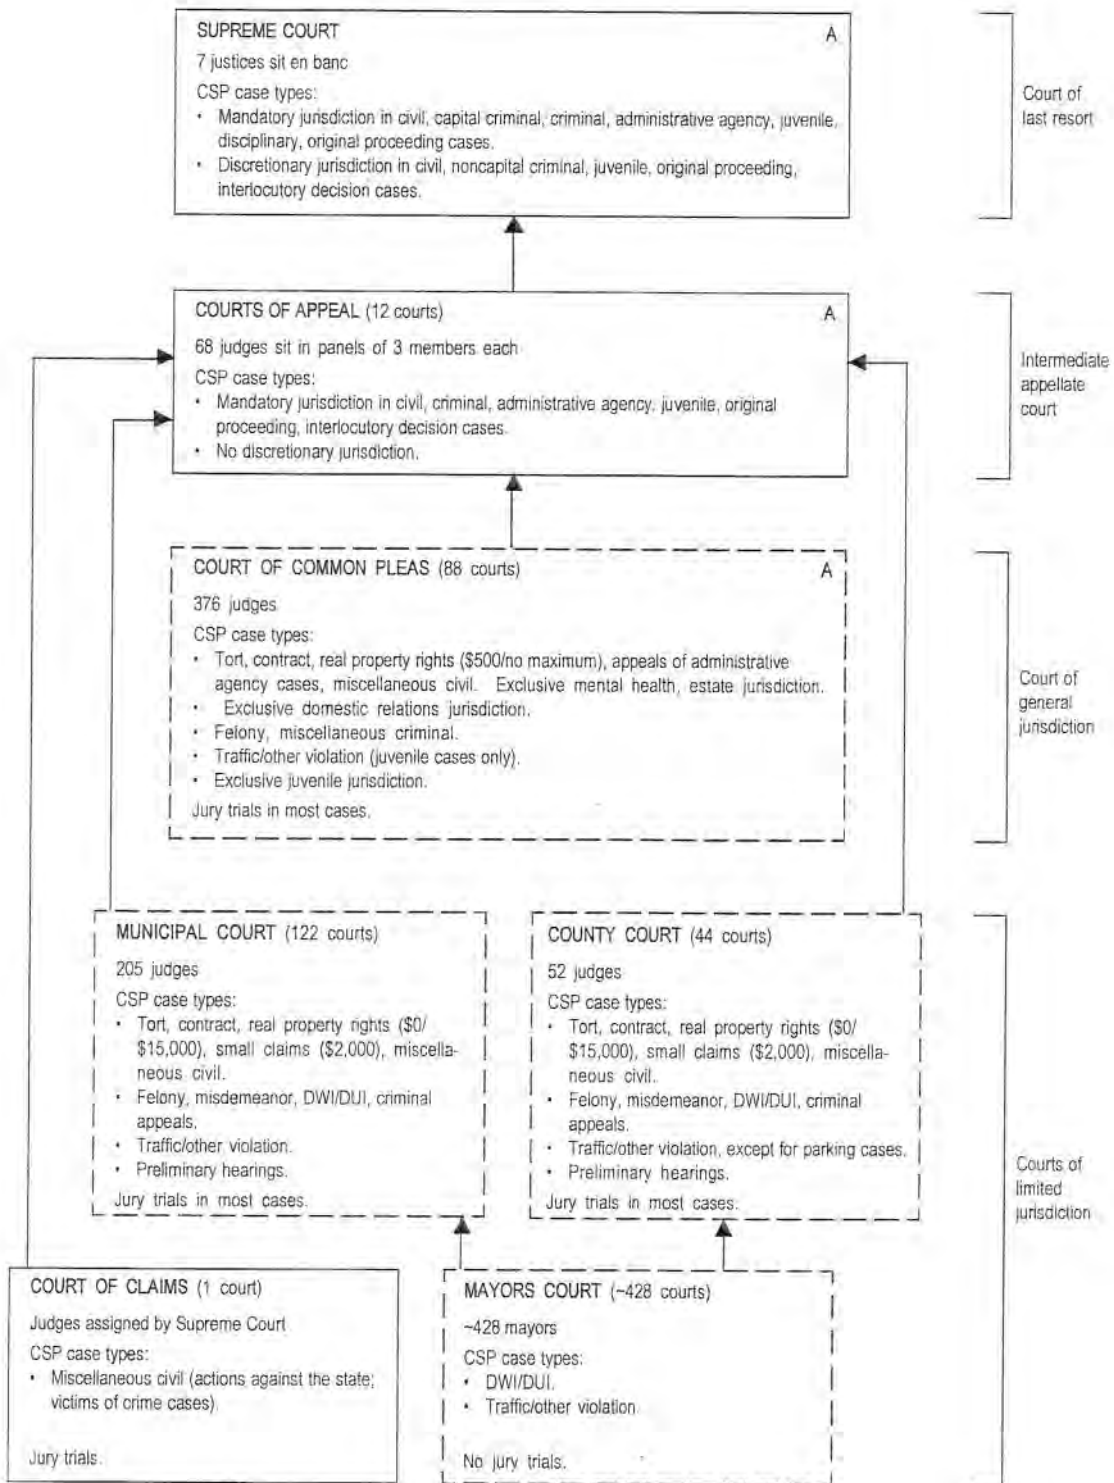 SUPREME COURT A
7 justices sit en banc
CSP case types:
• Mandatory jurisdiction in civil, capital criminal, criminal, administrative agency, juvenile,
disciplinary, original proceeding cases.
• Discretionary jurisdiction in civil, noncapital criminal, juvenile, original proceeding,
interlocutory decision cases.
Court of
last resort
COURTS OF APPEAL (12 courts) A
68 judges sit in panels of 3 members each
CSP case types:
• Mandatory jurisdiction in civil, criminal, administrative agency, juvenile, original
proceeding, interlocutory decision cases.
• No discretionary jurisdiction.
Intermediate
appellate
court
COURT OF COMMON PLEAS (88 courts) A
376 judges
CSP case types:
• Tort, contract, real property rights ($500/no maximum), appeals of administrative
agency cases, miscellaneous civil. Exclusive mental health, estate jurisdiction.
• Exclusive domestic relations jurisdiction.
• Felony, miscellaneous criminal.
• Traffic/other violation (juvenile cases only).
• Exclusive juvenile jurisdiction.
Jury trials in most cases.
Court of
general
jurisdiction
MUNICIPAL COURT (122 courts)
205 judges
CSP case types:
• Tort, contract, real property rights ($0/
$15,000), small claims ($2,000), miscella-
neous civil.
• Felony, misdemeanor, DWI/DUI, criminal
appeals.
• Traffic/other violation.
• Preliminary hearings.
Jury trials in most cases.
COUNTY COURT (44 courts)
52 judges
CSP case types:
• Tort, contract, real property rights ($0/
$15,000), small claims ($2,000), miscella-
neous civil.
• Felony, misdemeanor, DWI/DUI, criminal
appeals.
• Traffic/other violation, except for parking cases.
• Preliminary hearings.
Jury trials in most cases.
Courts of
limited
jurisdiction
COURT OF CLAIMS (1 court)
Judges assigned by Supreme Court
CSP case types:
• Miscellaneous civil (actions against the state;
victims of crime cases)
Jury trials.
MAYORS COURT (~428 courts)
~428 mayors
CSP case types:
• DWI/DUI.
• Traffic/other violation
No jury trials.